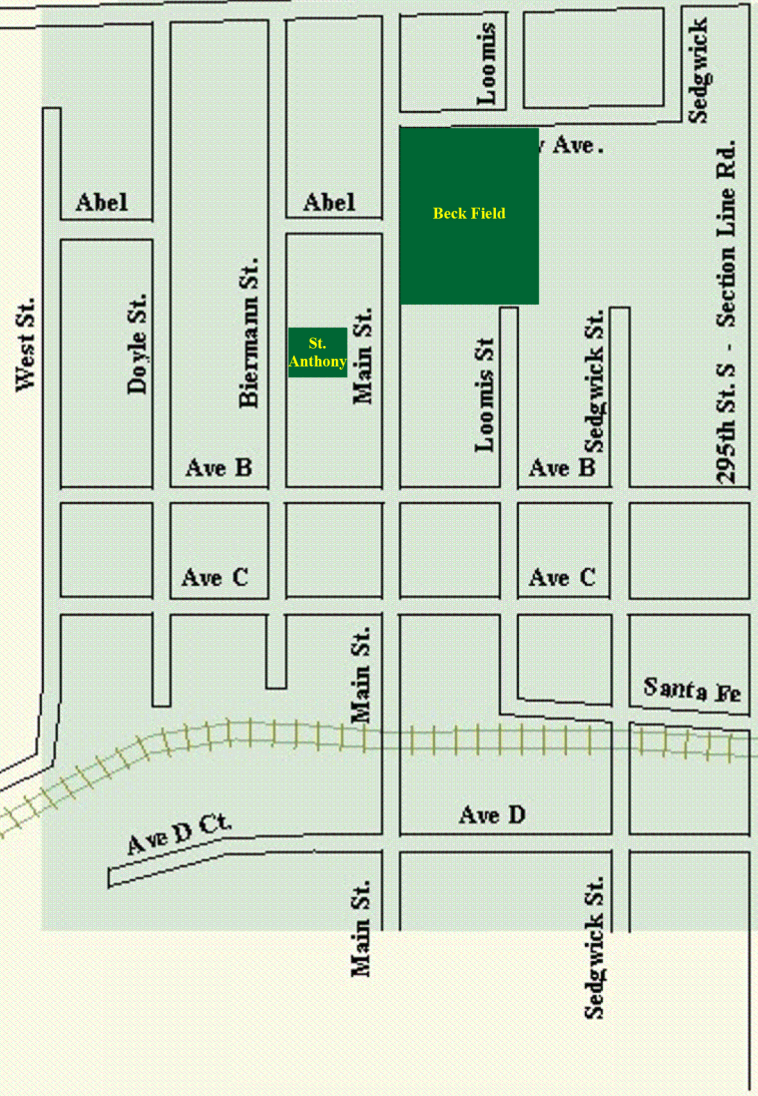 Loomis
Sedgwick
Ave.
Abel
Abel
Beck Field
295th St. S - Section Line Rd.
West St.
Doyle St.
Biermann St.
St.
Anthony
Main St.
Loomis St
Sedgwick St.
Ave B
Ave B
Ave C
Ave C
Main St.
Santa Fe
Ave D
Ave D Ct.
Main St.
Sedgwick St.